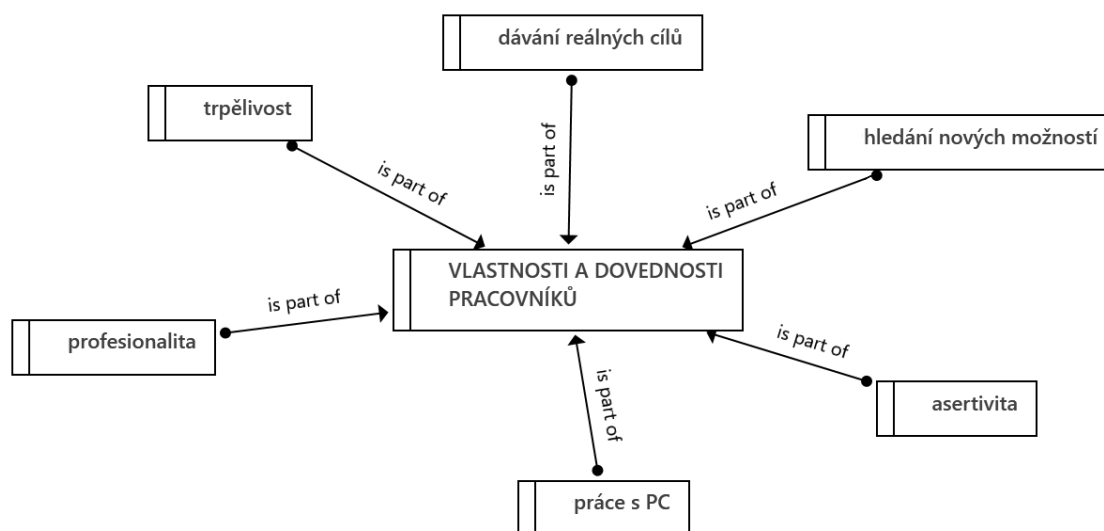 dávání reálných cílů
trpělivost
hledání nových možností
is part of
is part of
is part of
VLASTNOSTI A DOVEDNOSTI
PRACOVNÍKŮ
is part of
profesionalita
is part of
asertivita
is part of
práce s PC